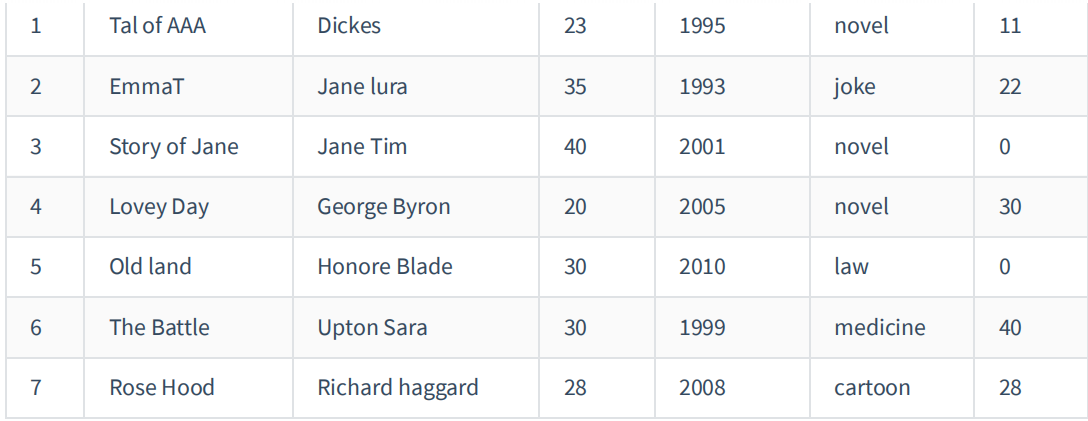 1 Tal of AAA Dickes 23 1995 novel 11
2 EmmaT Jane lura 35 1993 joke 22
3 Story of Jane Jane Tim 40 2001 novel 0
4 Lovey Day George Byron 20 2005 novel 30
5 Old land Honore Blade 30 2010 law 0
6 The Battle Upton Sara 30 1999 medicine 40
7 Rose Hood Richard haggard 28 2008 cartoon 28